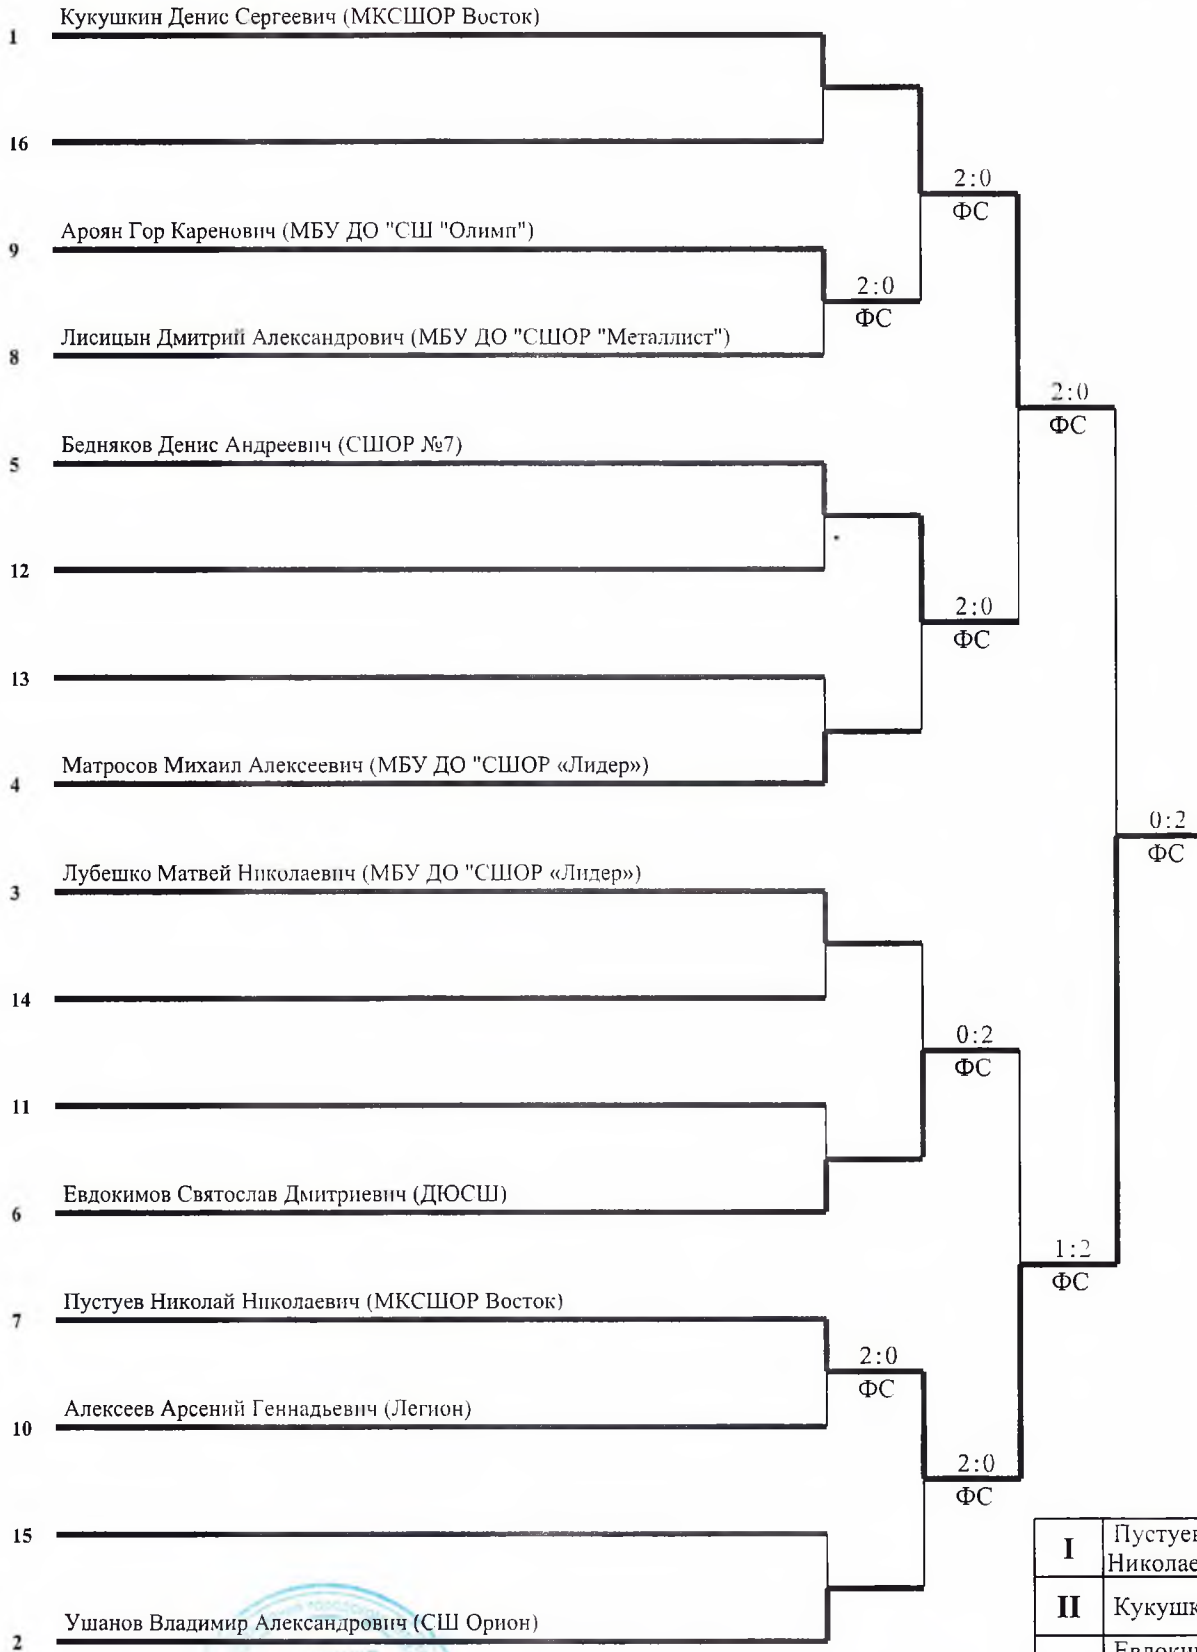 Кукушкин Денис Сергеевич (МКСШОР Восток)
1
16
2:0
ФС
Ароян Гор Каренович (МБУ ДО "СШ "Олимп")
9
2:0
ФС
Лисицын Дмитрий Александрович (МБУ ДО "СШОР "Металлист")
8
2:0
ФС
Бедняков Денис Андреевич (СШОР №7)
5
12
2:0
ФС
13
Матросов Михаил Алексеевич (МБУ ДО "СШОР «Лидер»)
4
0:2
ФС
Лубешко Матвей Николаевич (МБУ ДО "СШОР «Лидер»)
3
14
0:2
ФС
11
Евдокимов Святослав Дмитриевич (ДЮСШ)
6
1:2
ФС
Пустуев Николай Николаевич (МКСШОР Восток)
7
2:0
ФС
Алексеев Арсений Геннадьевич (Легион)
10
2:0
ФС
15
I Пустуев
Николае
II Кукушк
Ушанов Владимир Александрович (СШ Орион)
2
Евдоки